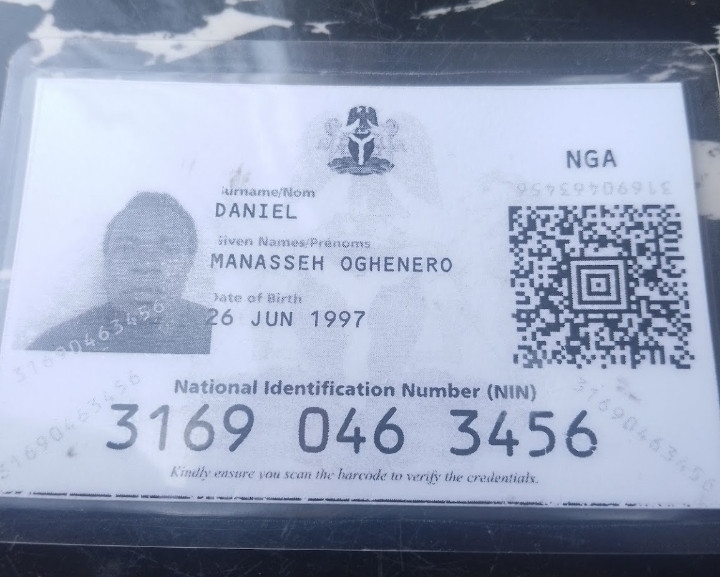 NGA
31690463456
urname/Nom
DANIEL
iven Names/Prénoms
MANASSEH OGHENERO
Date of Birth
26 JUN 1997
31690463456
31690463456
31690463456
National Identification Number (NIN)
3169 046 3456
Kindly ensure you scan the barcode to verify the credentials.